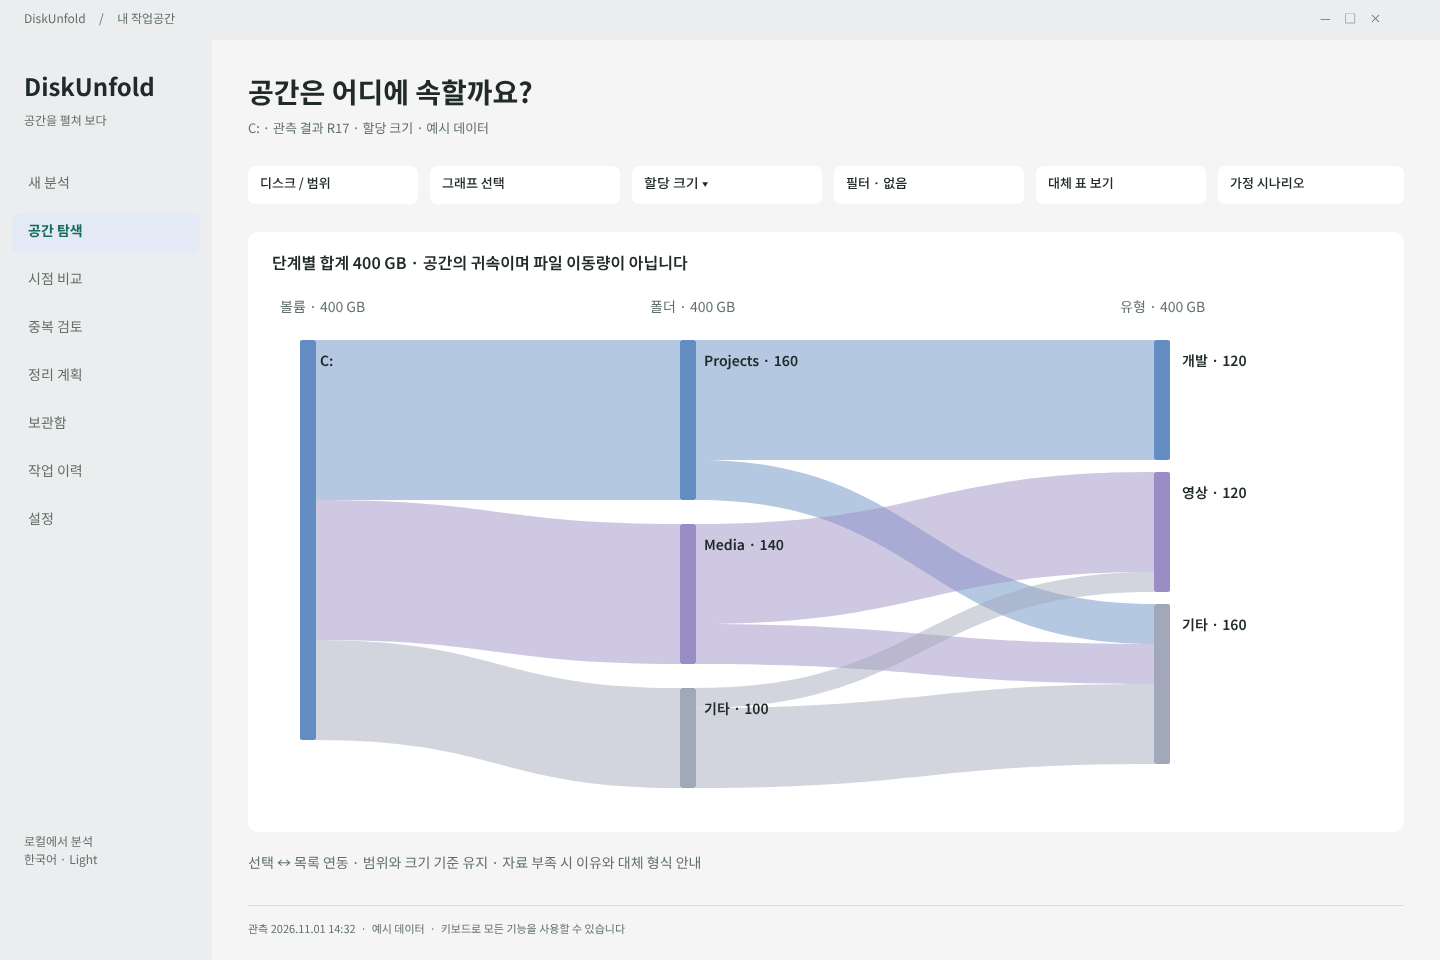 DiskUnfold / 내 작업공간
DiskUnfold
공간을 펼쳐 보다
새 분석
공간 탐색
시점 비교
중복 검토
정리 계획
보관함
작업 이력
설정
로컬에서 분석
한국어 · Light
공간은 어디에 속할까요?
C: · 관측 결과 R17 · 할당 크기 · 예시 데이터
디스크 / 범위
그래프 선택
할당 크기 ▾
필터 · 없음
대체 표 보기
가정 시나리오
단계별 합계 400 GB · 공간의 귀속이며 파일 이동량이 아닙니다
볼륨 · 400 GB
폴더 · 400 GB
유형 · 400 GB
C:
Projects · 160
개발 · 120
영상 · 120
Media · 140
기타 · 160
기타 · 100
선택 ↔ 목록 연동 · 범위와 크기 기준 유지 · 자료 부족 시 이유와 대체 형식 안내
관측 2026.11.01 14:32 · 예시 데이터 · 키보드로 모든 기능을 사용할 수 있습니다